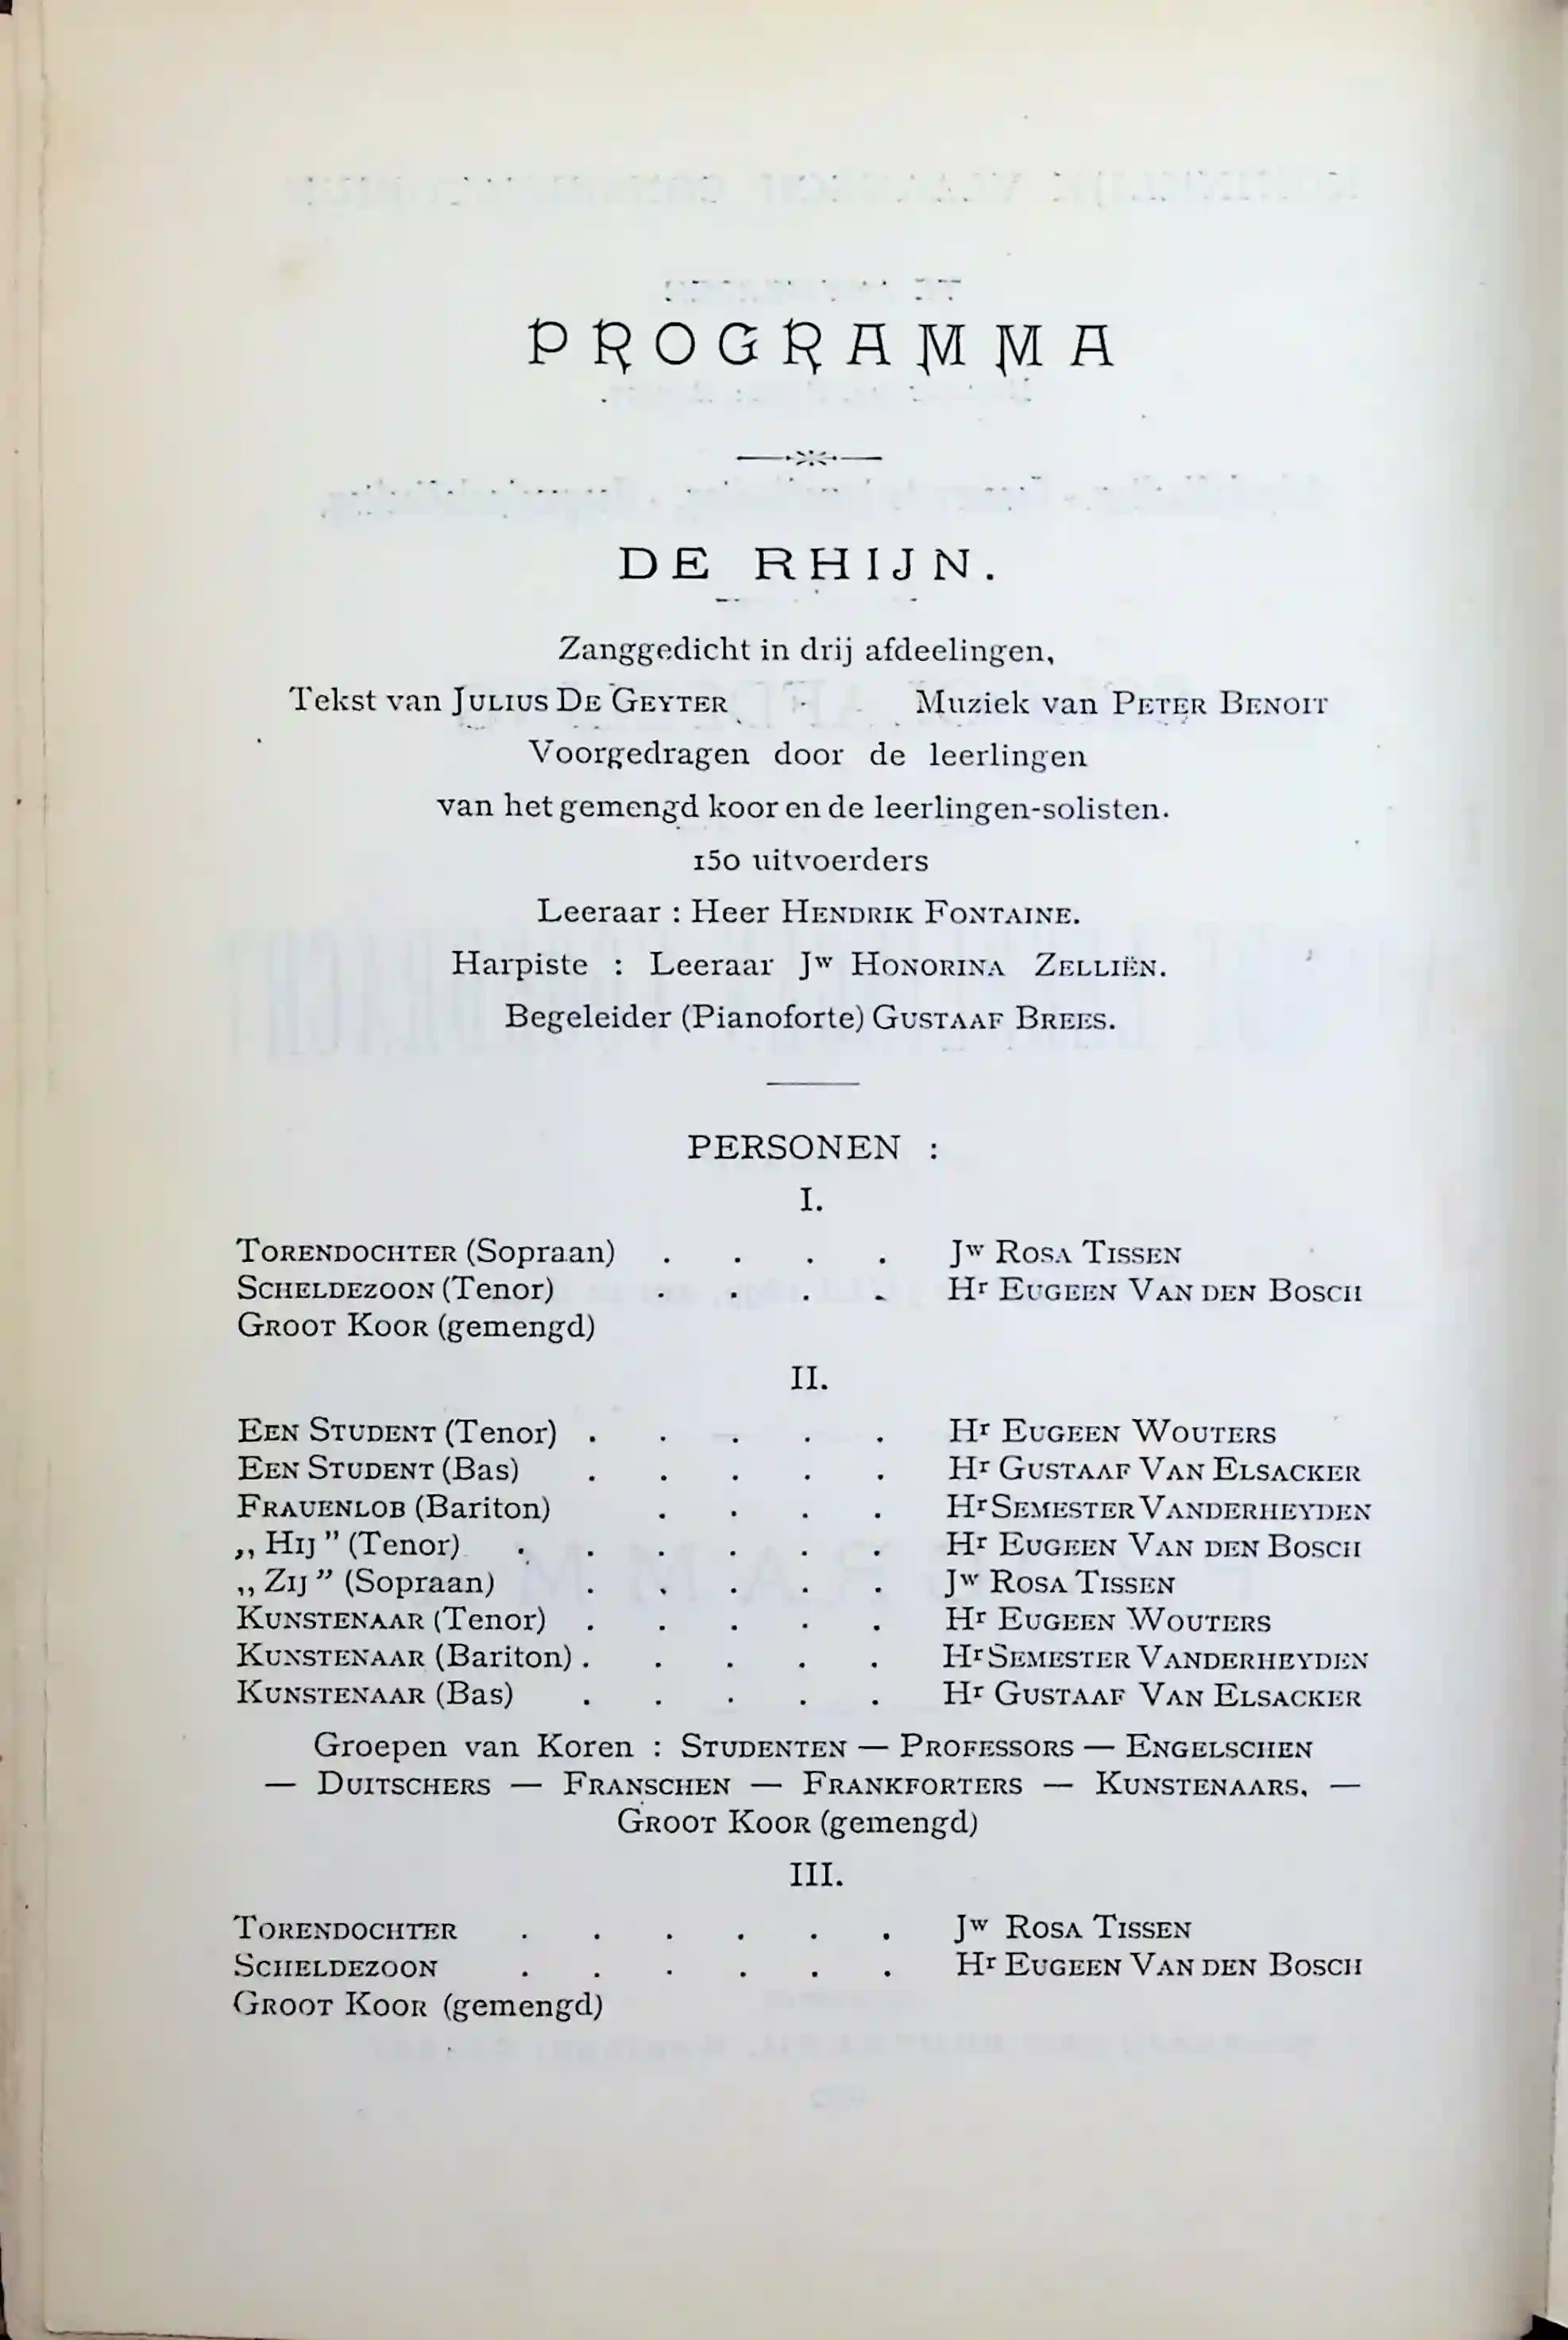 PROGRAMMA
DE RHIJN.
Zanggedicht in drij afdeelingen,
Tekst van JULIUS DE GEYTER Muziek van PETER BENOIT
Voorgedragen door de leerlingen
van het gemengd koor en de leerlingen-solisten.
150 uitvoerders
Leeraar : Heer HENDRIK FONTAINE.
Harpiste : Leeraar Jw HONORINA ZELLIËN.
Begeleider (Pianoforte) GUSTAAF BREES.
PERSONEN :
I.
TORENDOCHTER (Sopraan) . . . . Jw ROSA TISSEN
SCHELDEZOON (Tenor) . . . . Hr EUGEEN VAN DEN BOSCH
GROOT KOOR (gemengd)
II.
EEN STUDENT (Tenor) . . . . . Hr EUGEEN WOUTERS
EEN STUDENT (Bas) . . . . . Hr GUSTAAF VAN ELSACKER
FRAUENLOB (Bariton) . . . . Hr SEMESTER VANDERHEYDEN
„ HIJ ” (Tenor) . . . . . . Hr EUGEEN VAN DEN BOSCH
„ ZIJ ” (Sopraan) . . . . . Jw ROSA TISSEN
KUNSTENAAR (Tenor) . . . . . Hr EUGEEN WOUTERS
KUNSTENAAR (Bariton) . . . . . Hr SEMESTER VANDERHEYDEN
KUNSTENAAR (Bas) . . . . . Hr GUSTAAF VAN ELSACKER
Groepen van Koren : STUDENTEN — PROFESSORS — ENGELSCHEN
— DUITSCHERS — FRANSCHEN — FRANKFORTERS — KUNSTENAARS, —
GROOT KOOR (gemengd)
III.
TORENDOCHTER . . . . . . Jw ROSA TISSEN
SCHELDEZOON . . . . . . Hr EUGEEN VAN DEN BOSCH
GROOT KOOR (gemengd)